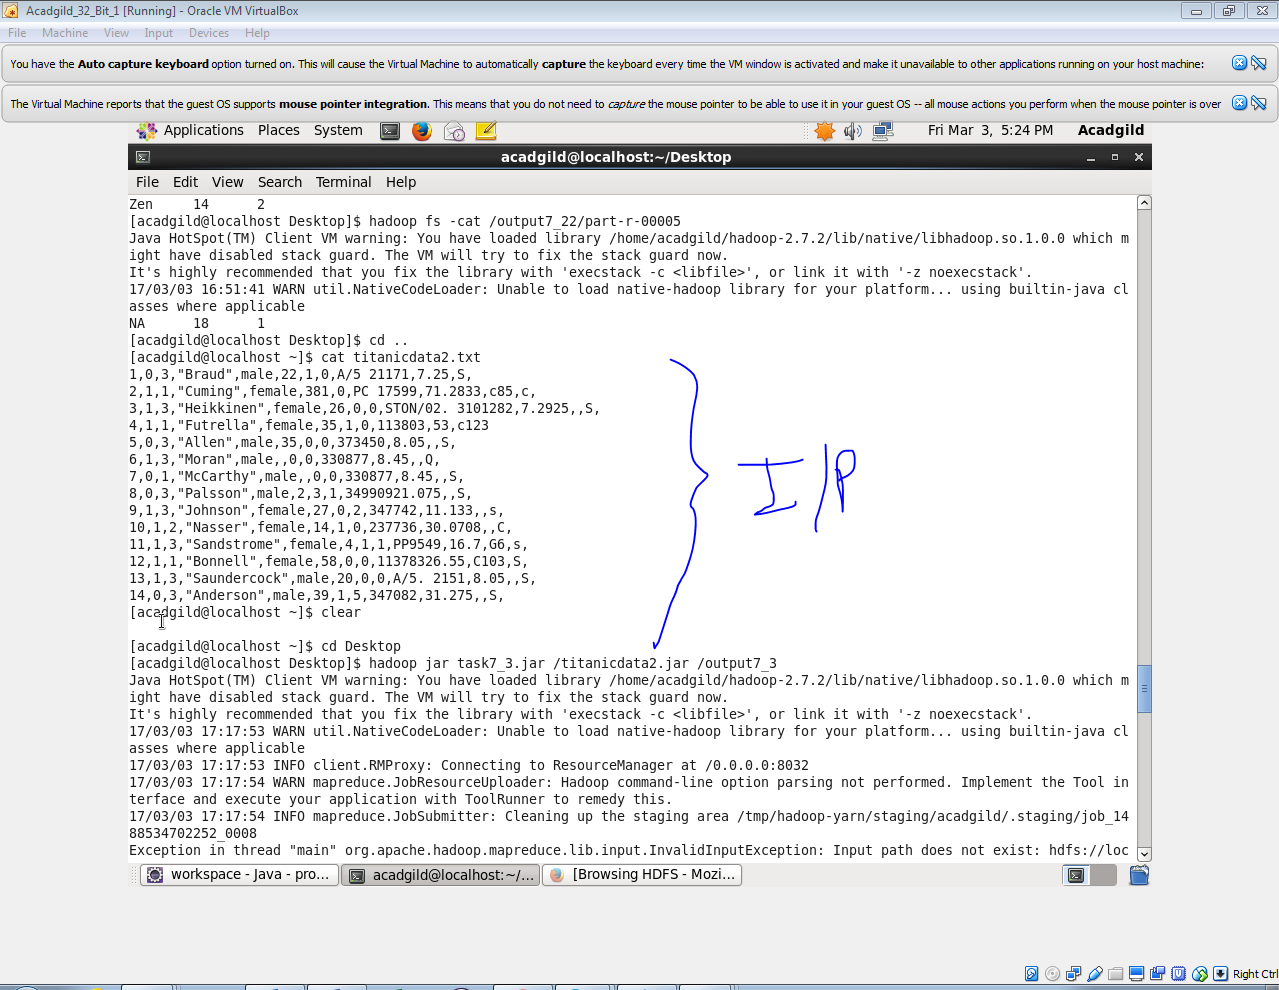 Acadgild_32_Bit_1 [Running] - Oracle VM VirtualBox
File Machine View Input Devices Help
You have the Auto capture keyboard option turned on. This will cause the Virtual Machine to automatically capture the keyboard every time the VM window is activated and make it unavailable to other applications running on your host machine:
The Virtual Machine reports that the guest OS supports mouse pointer integration. This means that you do not need to capture the mouse pointer to be able to use it in your guest OS -- all mouse actions you perform when the mouse pointer is over
Applications Places System Fri Mar 3, 5:24 PM Acadgild
acadgild@localhost:~/Desktop
File Edit View Search Terminal Help
Zen 14 2
[acadgild@localhost Desktop]$ hadoop fs -cat /output7_22/part-r-00005
Java HotSpot(TM) Client VM warning: You have loaded library /home/acadgild/hadoop-2.7.2/lib/native/libhadoop.so.1.0.0 which m
ight have disabled stack guard. The VM will try to fix the stack guard now.
It's highly recommended that you fix the library with 'execstack -c <libfile>', or link it with '-z noexecstack'.
17/03/03 16:51:41 WARN util.NativeCodeLoader: Unable to load native-hadoop library for your platform... using builtin-java cl
asses where applicable
NA 18 1
[acadgild@localhost Desktop]$ cd ..
[acadgild@localhost ~]$ cat titanicdata2.txt
1,0,3,"Braud",male,22,1,0,A/5 21171,7.25,S,
2,1,1,"Cuming",female,381,0,PC 17599,71.2833,c85,c,
3,1,3,"Heikkinen",female,26,0,0,STON/02. 3101282,7.2925,,S,
4,1,1,"Futrella",female,35,1,0,113803,53,c123
5,0,3,"Allen",male,35,0,0,373450,8.05,,S,
6,1,3,"Moran",male,,0,0,330877,8.45,,Q,
7,0,1,"McCarthy",male,,0,0,330877,8.45,,S,
8,0,3,"Palsson",male,2,3,1,34990921.075,,S,
9,1,3,"Johnson",female,27,0,2,347742,11.133,,s,
10,1,2,"Nasser",female,14,1,0,237736,30.0708,,C,
11,1,3,"Sandstrome",female,4,1,1,PP9549,16.7,G6,s,
12,1,1,"Bonnell",female,58,0,0,11378326.55,C103,S,
13,1,3,"Saundercock",male,20,0,0,A/5. 2151,8.05,,S,
14,0,3,"Anderson",male,39,1,5,347082,31.275,,S,
I/P
[acadgild@localhost ~]$ clear
[acadgild@localhost ~]$ cd Desktop
[acadgild@localhost Desktop]$ hadoop jar task7_3.jar /titanicdata2.jar /output7_3
Java HotSpot(TM) Client VM warning: You have loaded library /home/acadgild/hadoop-2.7.2/lib/native/libhadoop.so.1.0.0 which m
ight have disabled stack guard. The VM will try to fix the stack guard now.
It's highly recommended that you fix the library with 'execstack -c <libfile>', or link it with '-z noexecstack'.
17/03/03 17:17:53 WARN util.NativeCodeLoader: Unable to load native-hadoop library for your platform... using builtin-java cl
asses where applicable
17/03/03 17:17:53 INFO client.RMProxy: Connecting to ResourceManager at /0.0.0.0:8032
17/03/03 17:17:54 WARN mapreduce.JobResourceUploader: Hadoop command-line option parsing not performed. Implement the Tool in
terface and execute your application with ToolRunner to remedy this.
17/03/03 17:17:54 INFO mapreduce.JobSubmitter: Cleaning up the staging area /tmp/hadoop-yarn/staging/acadgild/.staging/job_14
88534702252_0008
Exception in thread "main" org.apache.hadoop.mapreduce.lib.input.InvalidInputException: Input path does not exist: hdfs://loc
workspace - Java - pro... acadgild@localhost:~/... [Browsing HDFS - Mozi...
Right Ctrl